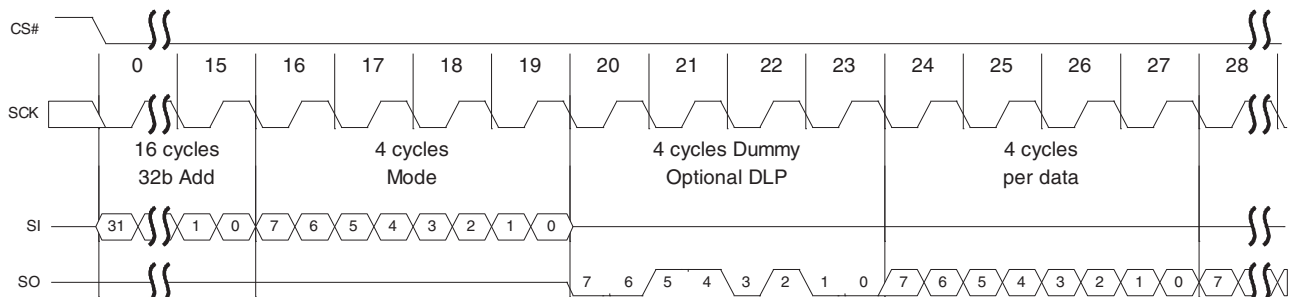 CS#
0 15 16 17 18 19 20 21 22 23 24 25 26 27 28
SCK
16 cycles 4 cycles 4 cycles Dummy 4 cycles
32b Add Mode Optional DLP per data
SI 31 1 0 7 6 5 4 3 2 1 0
SO 7 6 5 4 3 2 1 0 7 6 5 4 3 2 1 0 7